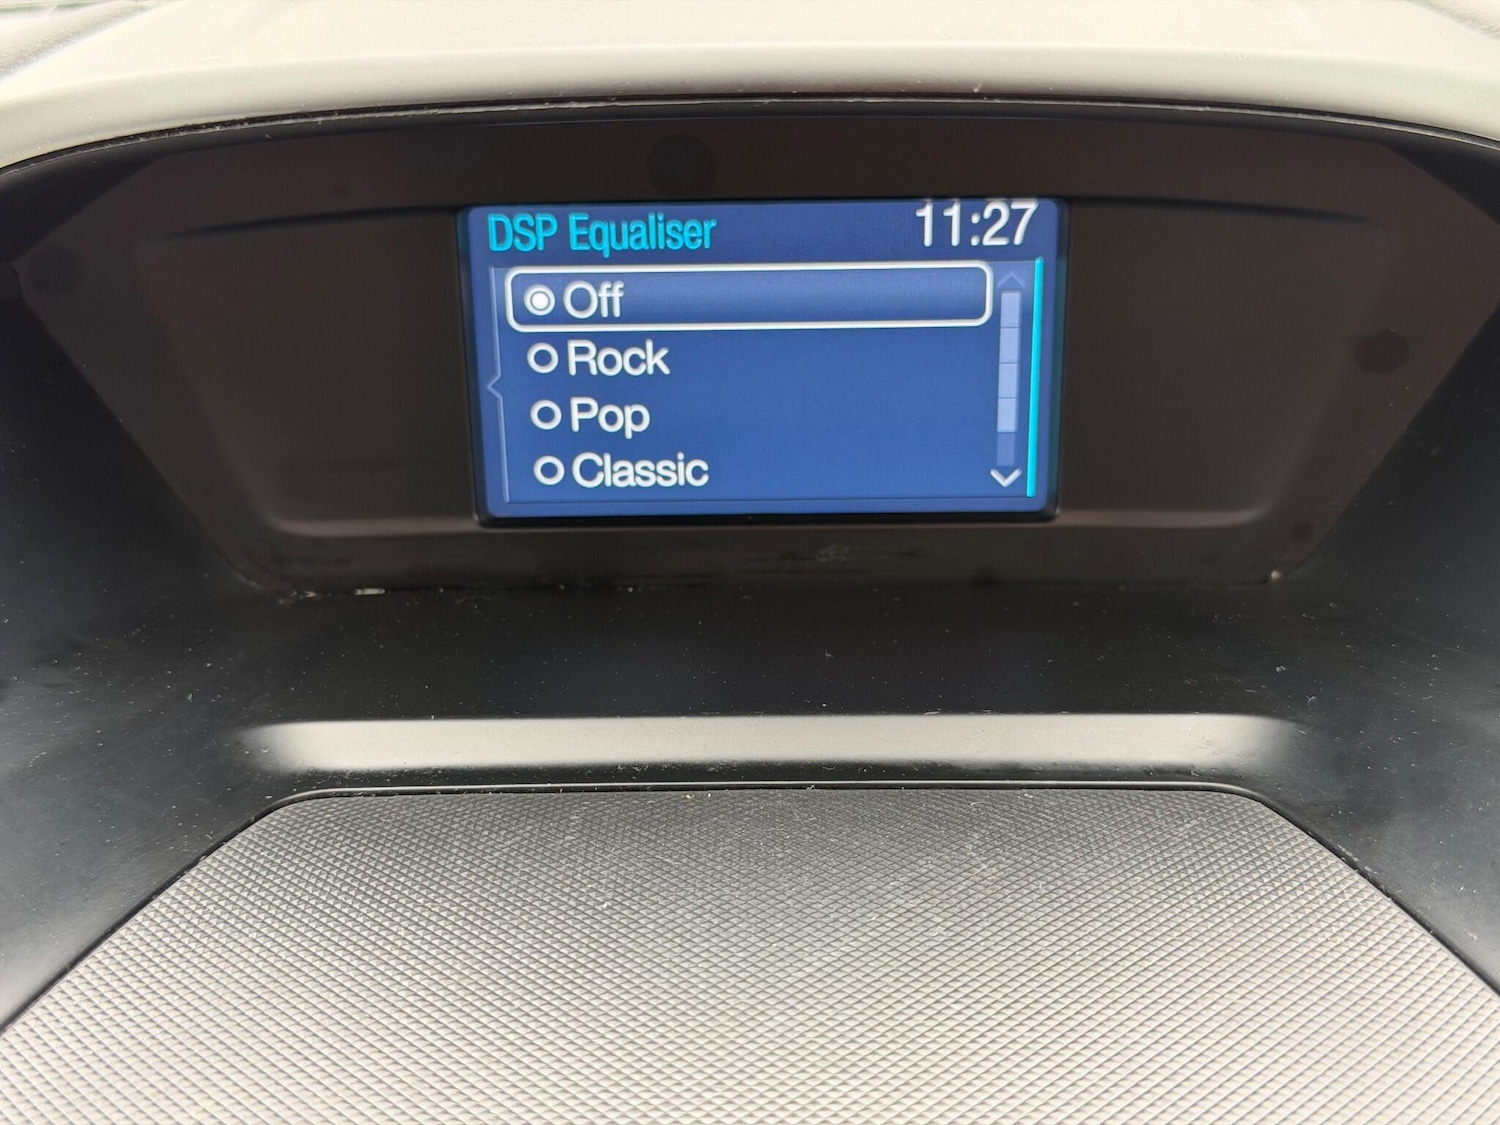 DSP Equaliser 11:27
Off
Rock
Pop
Classic